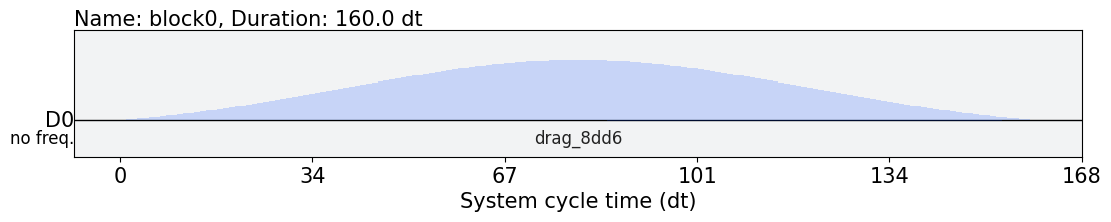 Name: block0, Duration: 160.0 dt
D0
no freq.
drag_8dd6
0 34 67 101 134 168
System cycle time (dt)